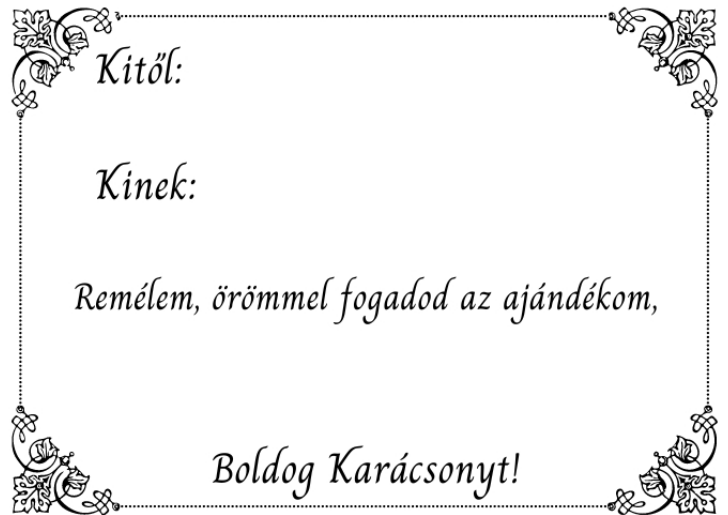 Kitől:
Kinek:
Remélem, örömmel fogadod az ajándékom,
Boldog Karácsonyt!